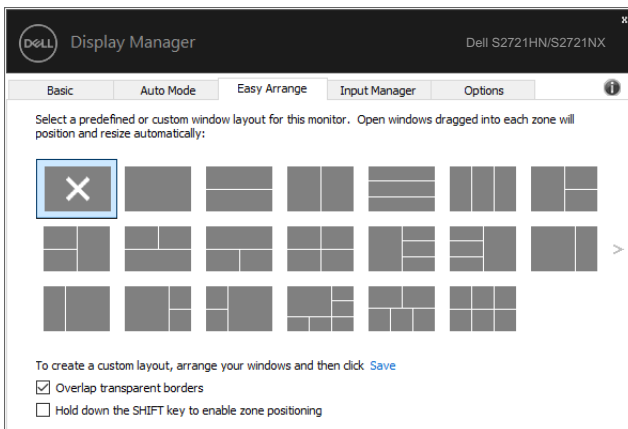 x
DELL Display Manager Dell S2721HN/S2721NX
Basic Auto Mode Easy Arrange Input Manager Options i
Select a predefined or custom window layout for this monitor. Open windows dragged into each zone will
position and resize automatically:
>
To create a custom layout, arrange your windows and then click Save
Overlap transparent borders
Hold down the SHIFT key to enable zone positioning